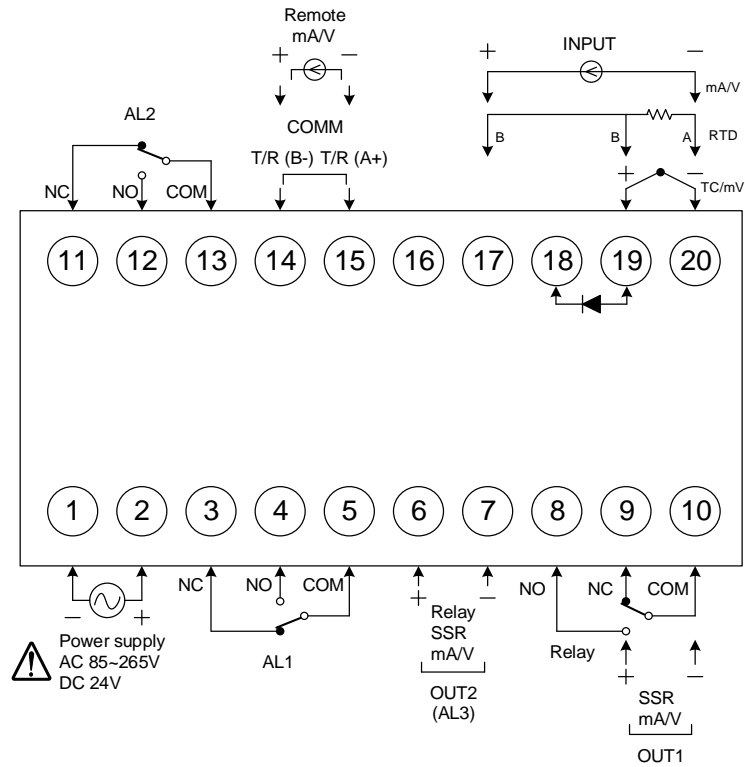 Remote
mA/V
+ −
INPUT
+ −
mA/V
AL2
COMM
B B A RTD
T/R (B-) T/R (A+)
+ −
TC/mV
NC NO COM
11 12 13 14 15 16 17 18 19 20
1 2 3 4 5 6 7 8 9 10
− +
NC NO COM
+ −
NO NC COM
Power supply
AC 85~265V
DC 24V
AL1
Relay
SSR
mA/V
OUT2
(AL3)
Relay
+ −
SSR
mA/V
OUT1